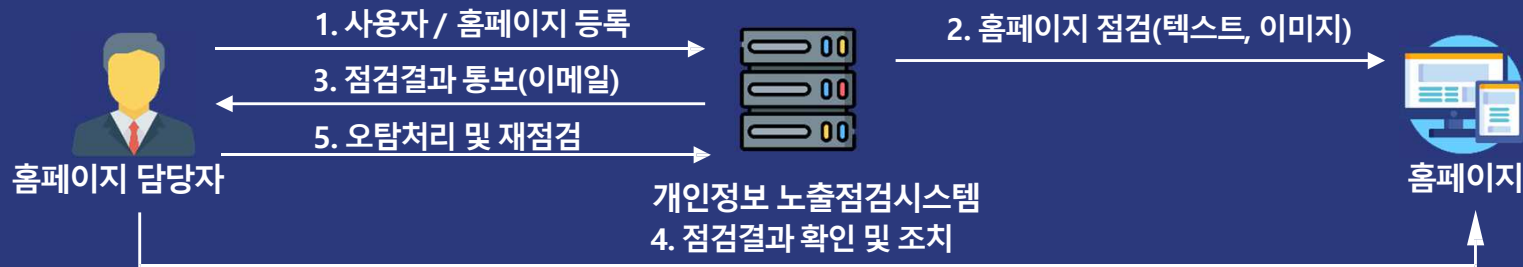 1. 사용자 / 홈페이지 등록
2. 홈페이지 점검(텍스트, 이미지)
3. 점검결과 통보(이메일)
5. 오탐처리 및 재점검
홈페이지 담당자
개인정보 노출점검시스템
홈페이지
4. 점검결과 확인 및 조치